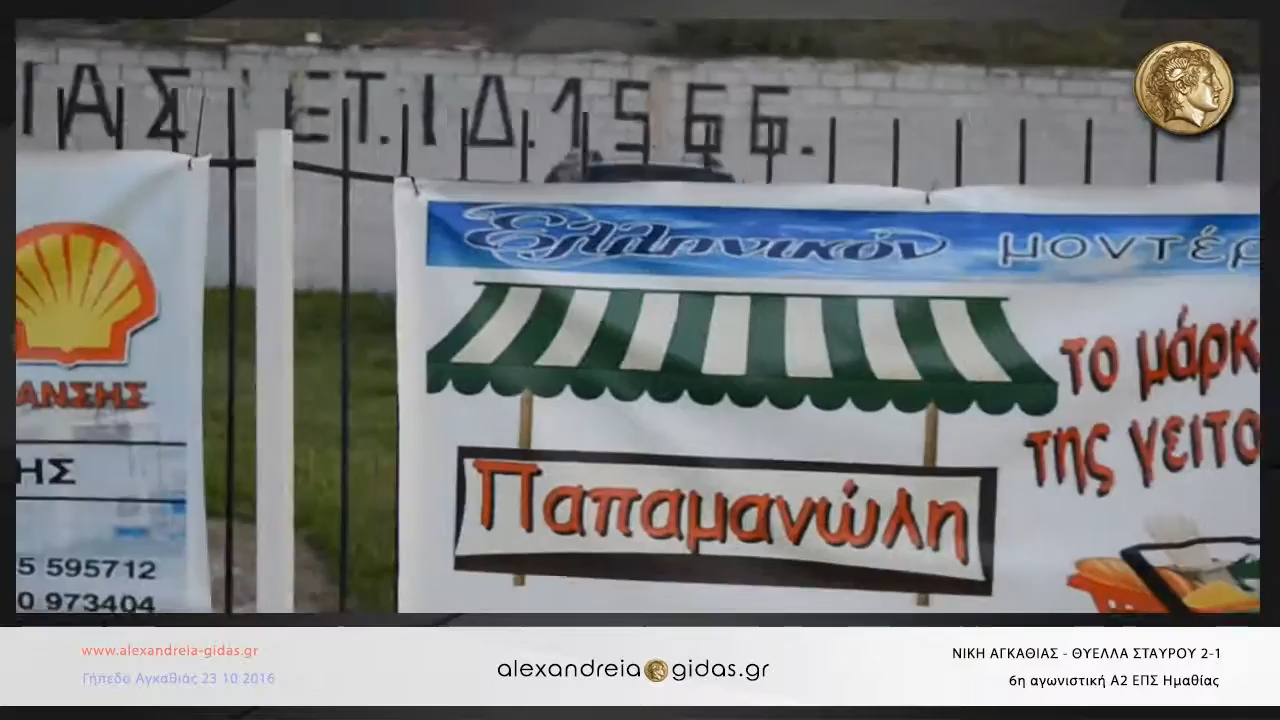 ΙΑΣ ΕΤ. ΙΔ. 1966.
Ελληνικόν μοντέρ
ΑΝΣΗΣ
ΗΣ
5 595712
0 973404
το μάρκ
της γειτο
Παπαμανώλη
www.alexandreia-gidas.gr
Γήπεδο Αγκαθιάς 23 10 2016
alexandreia gidas.gr
ΝΙΚΗ ΑΓΚΑΘΙΑΣ - ΘΥΕΛΛΑ ΣΤΑΥΡΟΥ 2-1
6η αγωνιστική Α2 ΕΠΣ Ημαθίας